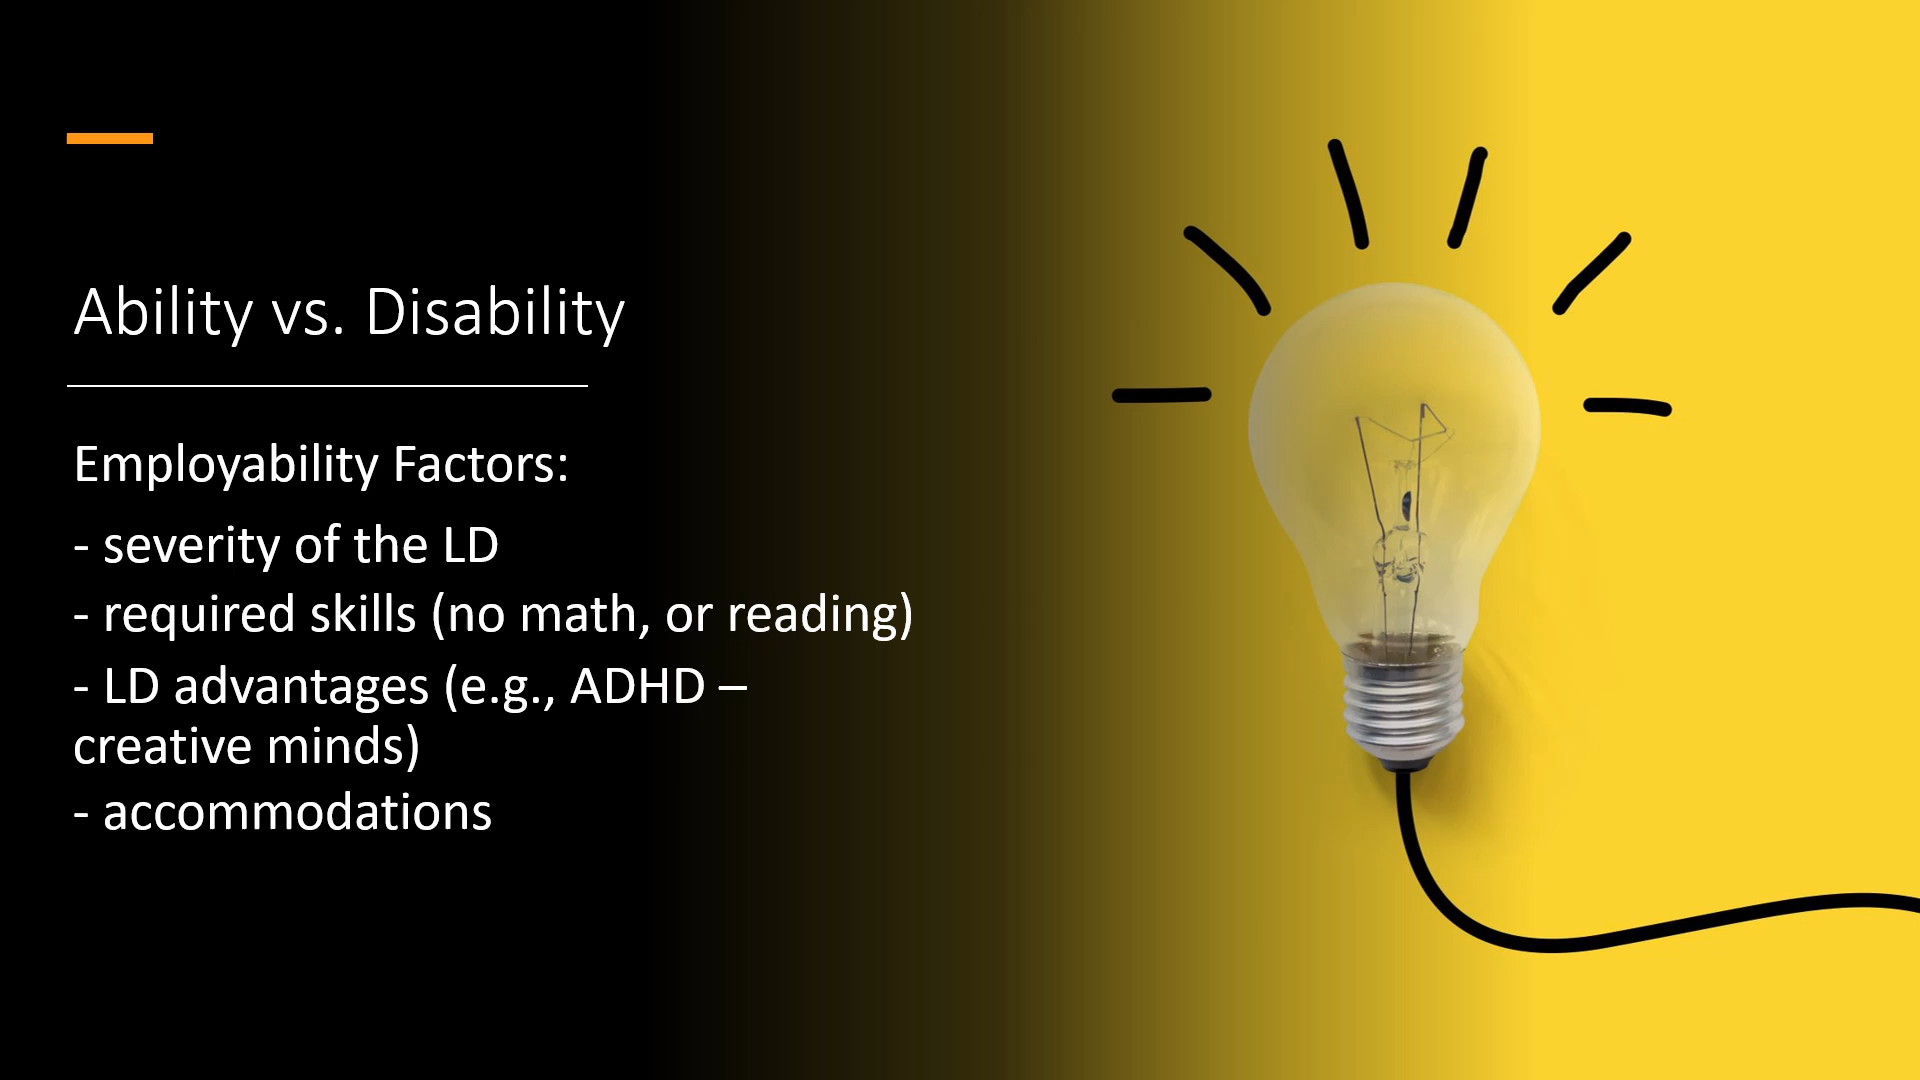 Ability vs. Disability
Employability Factors:
- severity of the LD
- required skills (no math, or reading)
- LD advantages (e.g., ADHD –
creative minds)
- accommodations